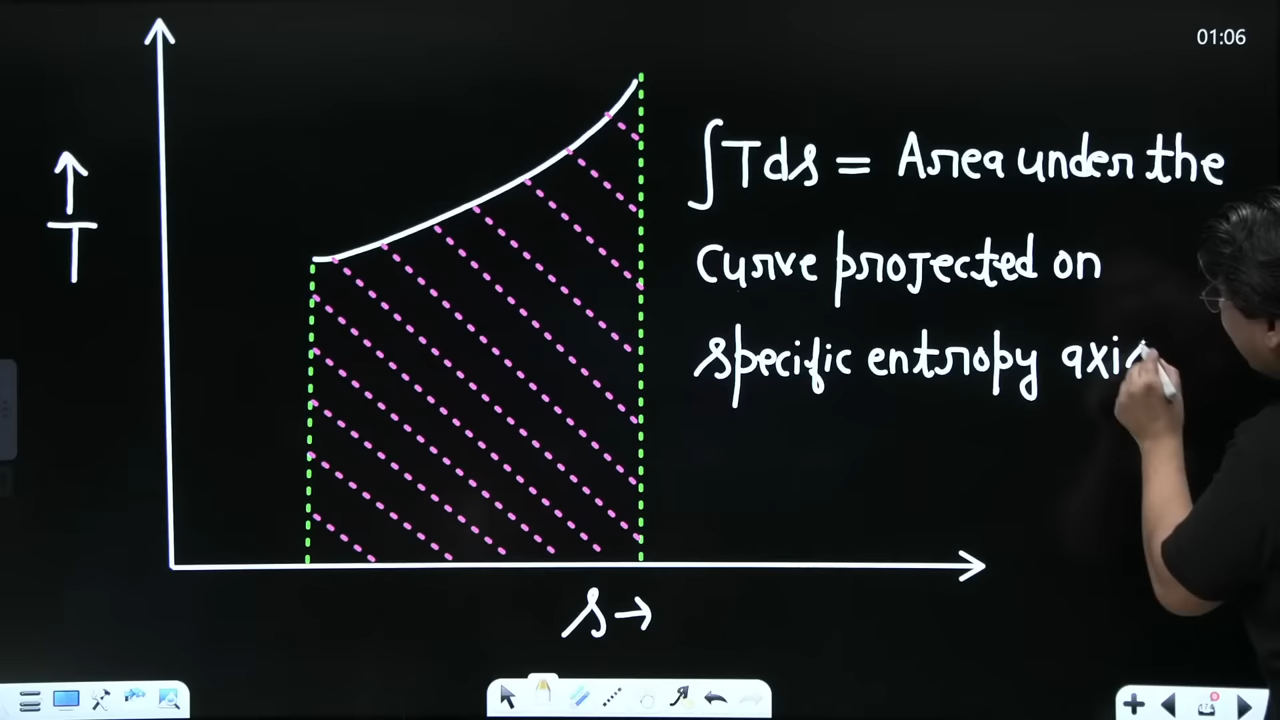 01:06
↑
T
∫Tds = Area under the
curve projected on
specific entropy axis
s→